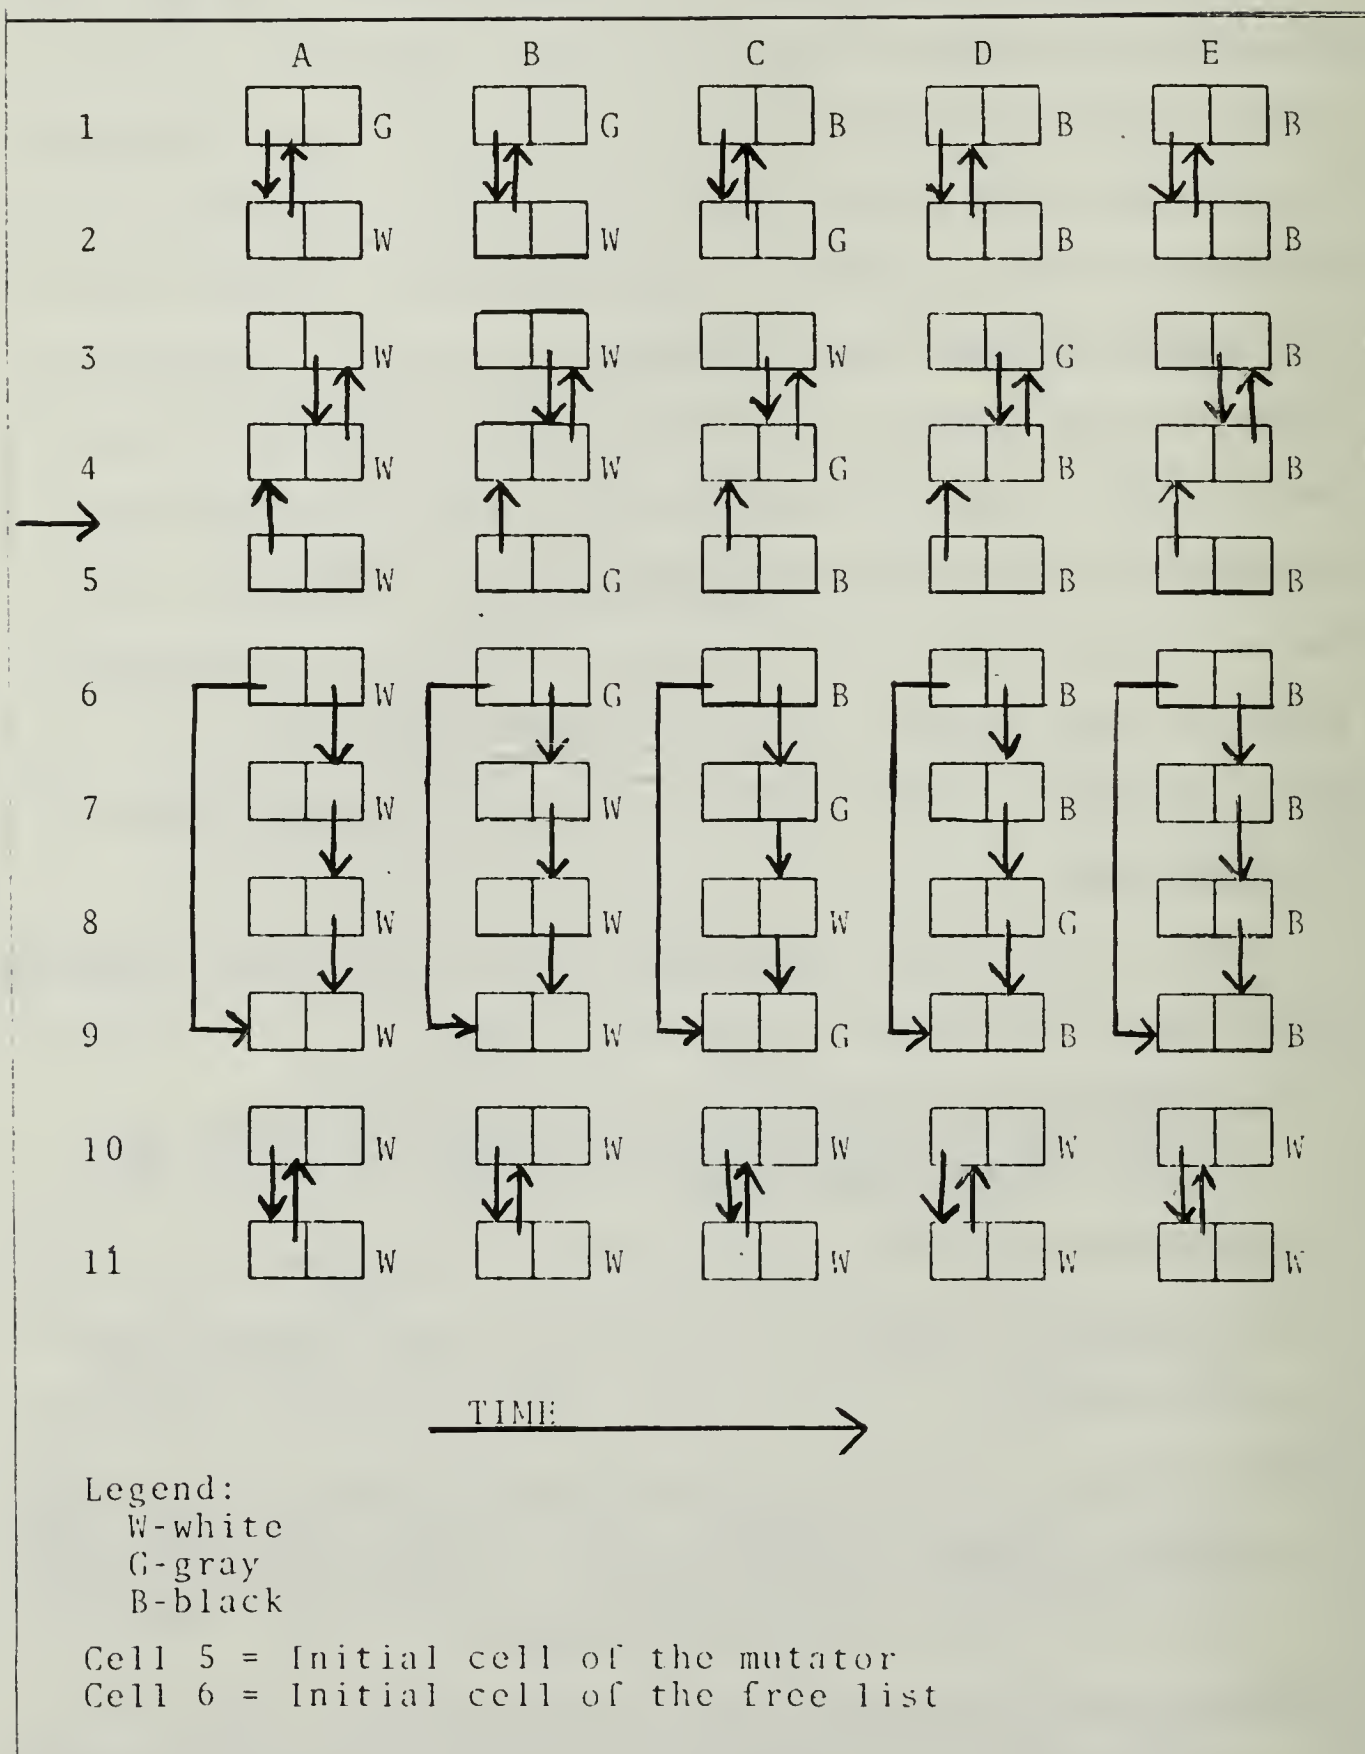 A B C D E
1 G G B B B
2 W W G B B
3 W W W G B
4 W W G B B
5 W G B B B
6 W G B B B
7 W W G B B
8 W W W G B
9 W W G B B
10 W W W W W
11 W W W W W
TIME
Legend:
W-white
G-gray
B-black
Cell 5 = Initial cell of the mutator
Cell 6 = Initial cell of the free list